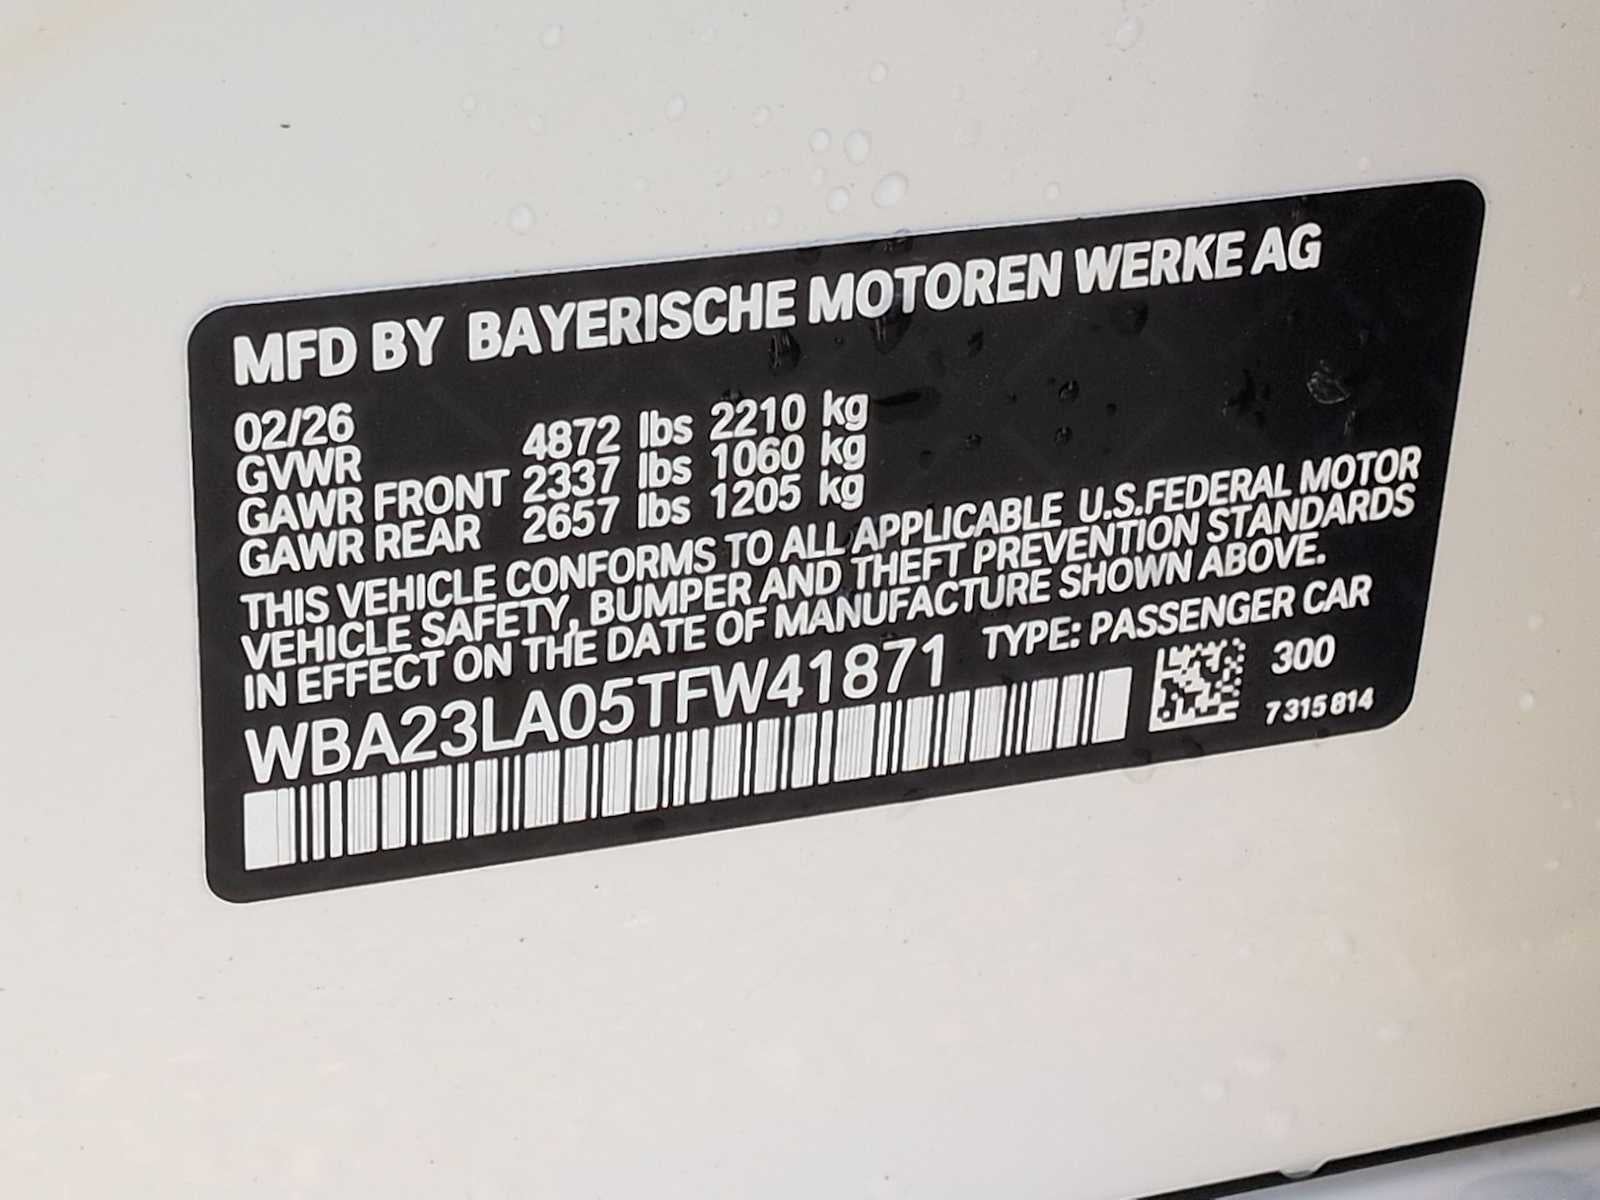 MFD BY BAYERISCHE MOTOREN WERKE AG
02/26
GVWR 4872 lbs 2210 kg
GAWR FRONT 2337 lbs 1060 kg
GAWR REAR 2657 lbs 1205 kg
THIS VEHICLE CONFORMS TO ALL APPLICABLE U.S.FEDERAL MOTOR
VEHICLE SAFETY, BUMPER AND THEFT PREVENTION STANDARDS
IN EFFECT ON THE DATE OF MANUFACTURE SHOWN ABOVE.
WBA23LA05TFW41871 TYPE: PASSENGER CAR
300
7 315 814